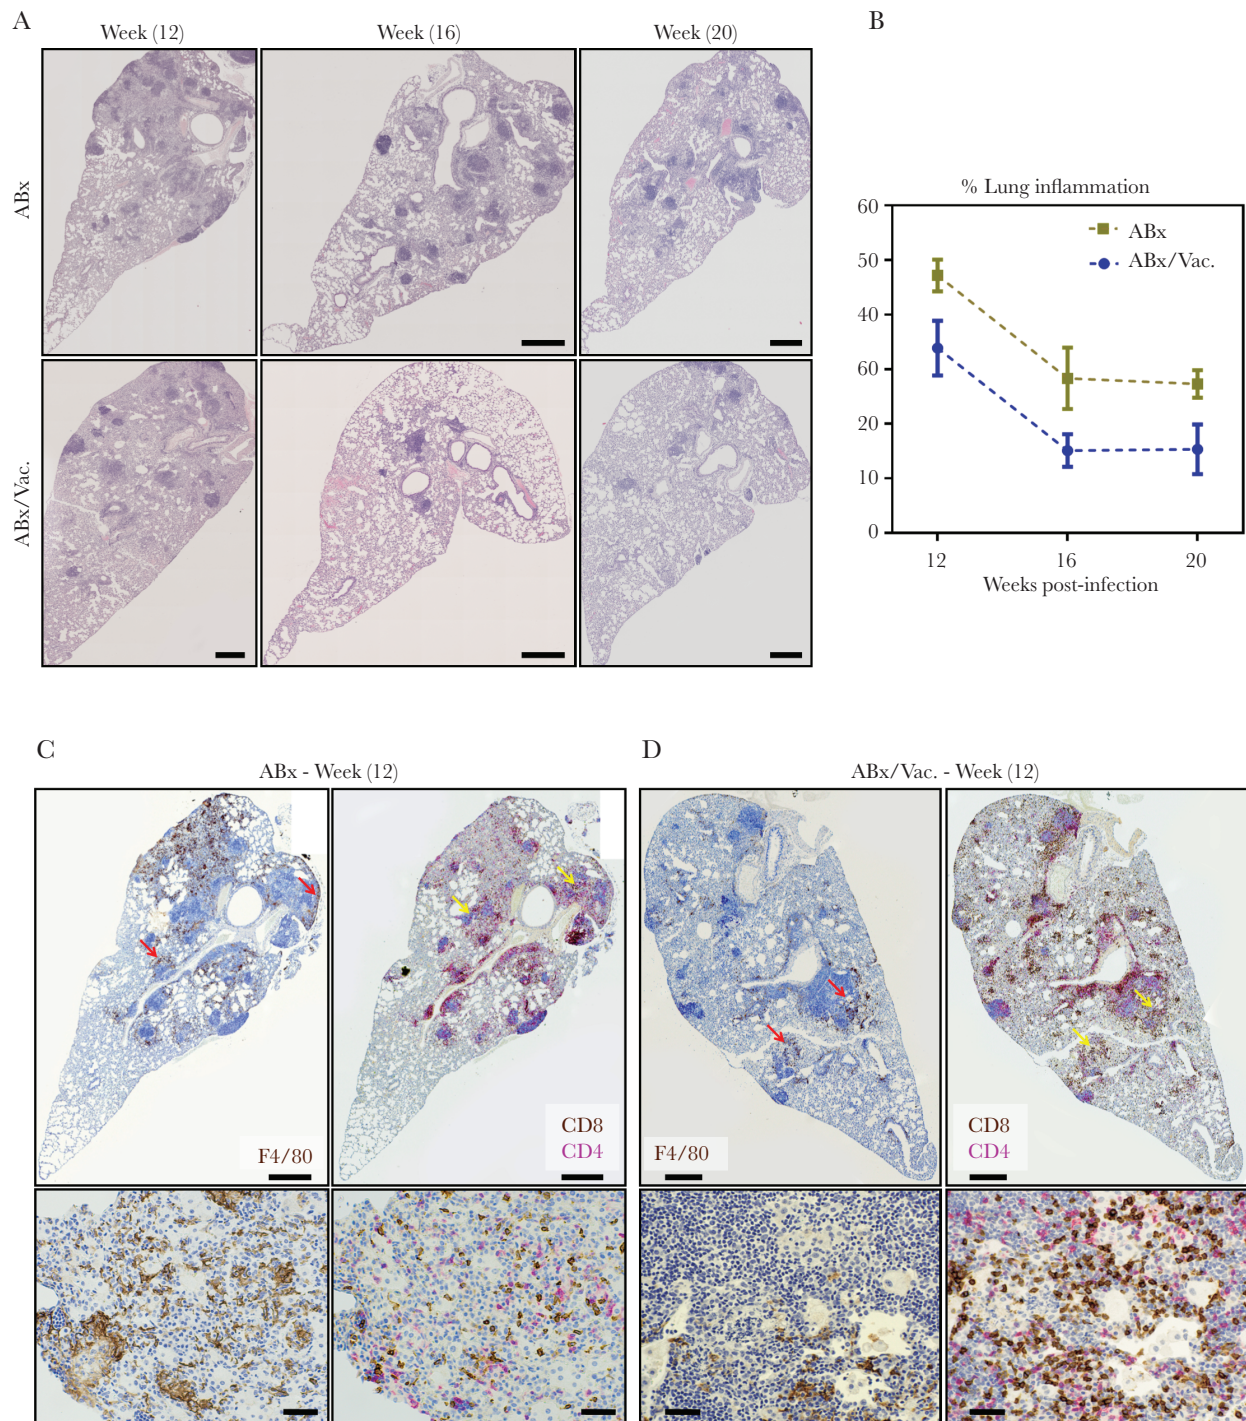 A
Week (12)
Week (16)
Week (20)
ABx
ABx/Vac.
B
% Lung inflammation
60
50
40
60
20
10
0
ABx
ABx/Vac.
12
16
20
Weeks post-infection
C
ABx - Week (12)
F4/80
CD8
CD4
D
ABx/Vac. - Week (12)
F4/80
CD8
CD4